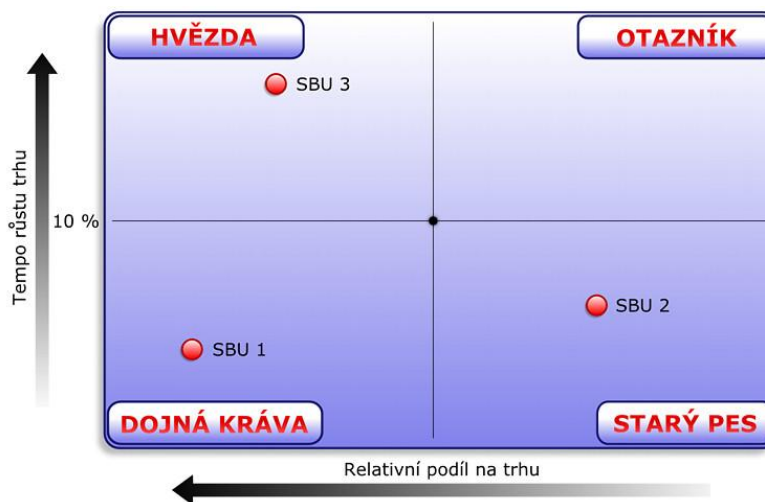 HVĚZDA
OTAZNÍK
SBU 3
Tempo růstu trhu
10 %
SBU 2
SBU 1
DOJNÁ KRÁVA
STARÝ PES
Relativní podíl na trhu